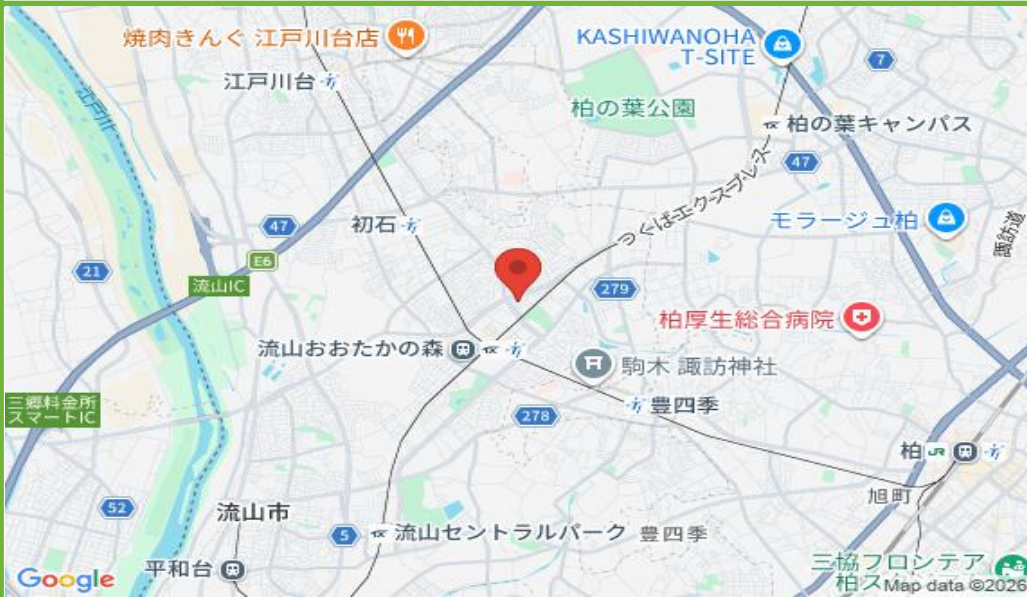 焼肉きんぐ 江戸川台店
KASHIWANOHA
T-SITE
7
江戸川台
江戸川
柏の葉公園
柏の葉キャンパス
47
つくばエクスプレス
モラージュ柏
諏訪道
初石
47
E6
21
流山IC
279
柏厚生総合病院
流山おおたかの森
駒木 諏訪神社
三郷料金所
スマートIC
278
豊四季
柏
JR
旭町
52
流山市
5
流山セントラルパーク
豊四季
平和台
三協フロンテア
柏ス
Google
Map data ©2026